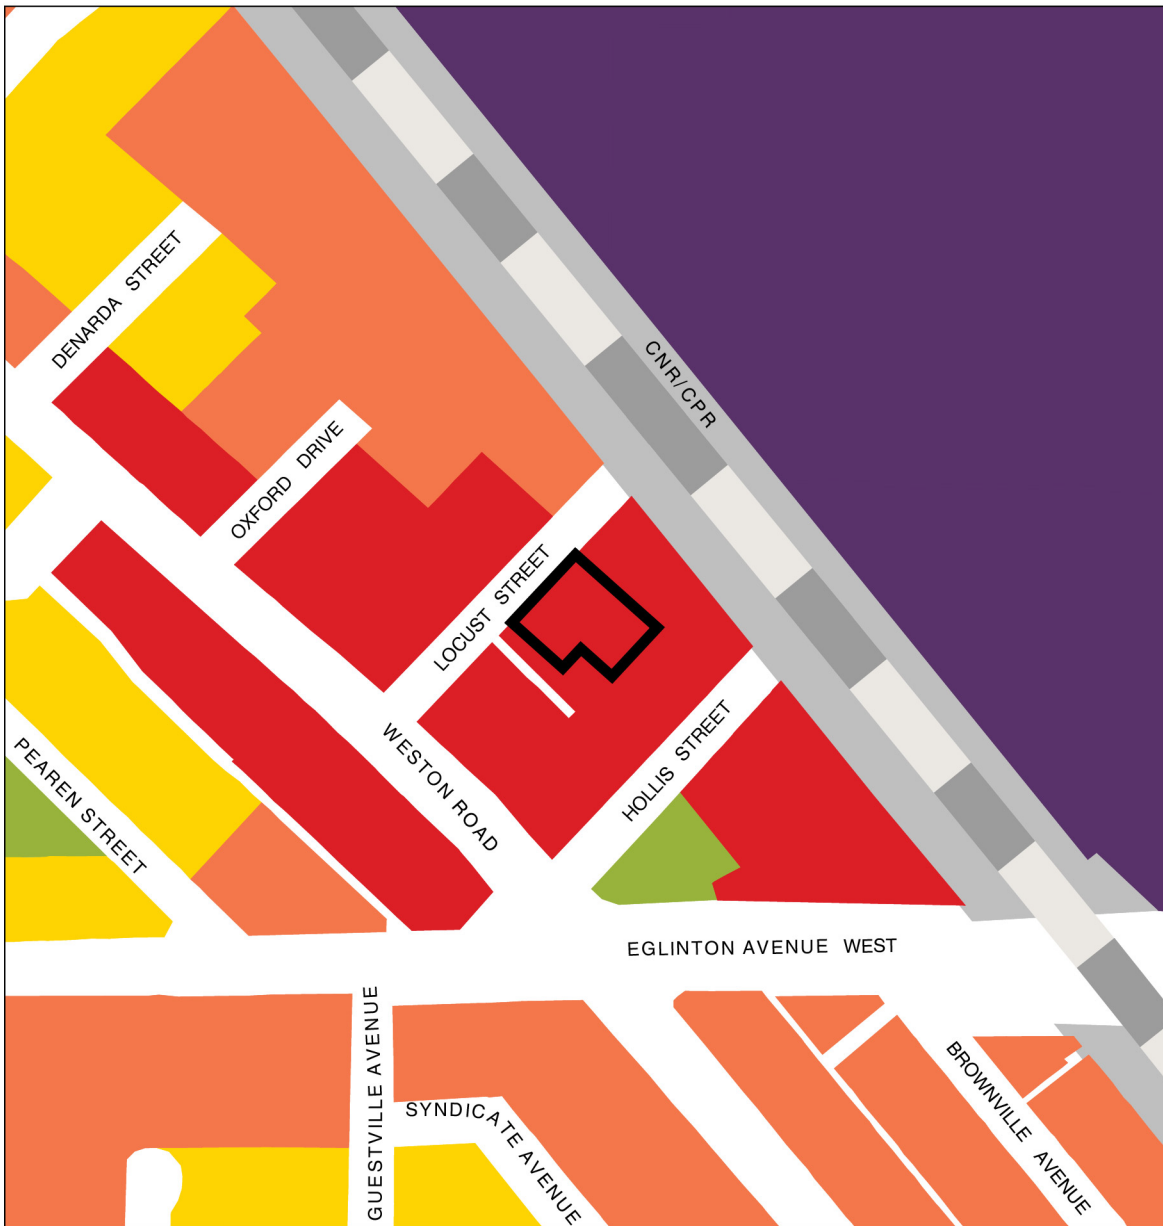 DENARDA STREET
CNR/CPR
OXFORD DRIVE
LOCUST STREET
WESTON ROAD
HOLLIS STREET
PEAREN STREET
EGLINTON AVENUE WEST
GUESTVILLE AVENUE
SYNDICATE AVENUE
BROWNVILLE AVENUE